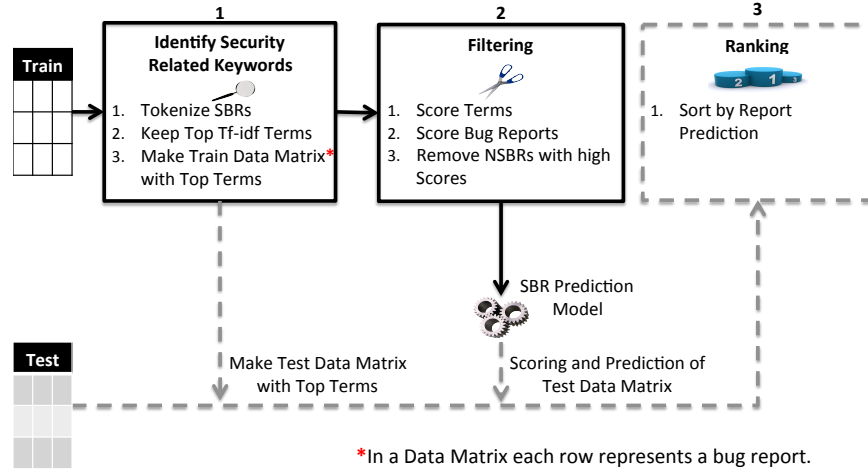 1
2
3
Train
Identify Security
Related Keywords
1. Tokenize SBRs
2. Keep Top Tf-idf Terms
3. Make Train Data Matrix*
with Top Terms
Filtering
1. Score Terms
2. Score Bug Reports
3. Remove NSBRs with high
Scores
Ranking
2 1 3
1. Sort by Report
Prediction
SBR Prediction
Model
Test
Make Test Data Matrix
with Top Terms
Scoring and Prediction of
Test Data Matrix
*In a Data Matrix each row represents a bug report.